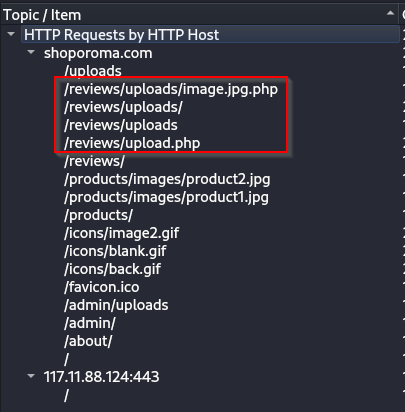 Topic / Item
HTTP Requests by HTTP Host
shoporoma.com
/uploads
/reviews/uploads/image.jpg.php
/reviews/uploads/
/reviews/uploads
/reviews/upload.php
/reviews/
/products/images/product2.jpg
/products/images/product1.jpg
/products/
/icons/image2.gif
/icons/blank.gif
/icons/back.gif
/favicon.ico
/admin/uploads
/admin/
/about/
/
117.11.88.124:443
/